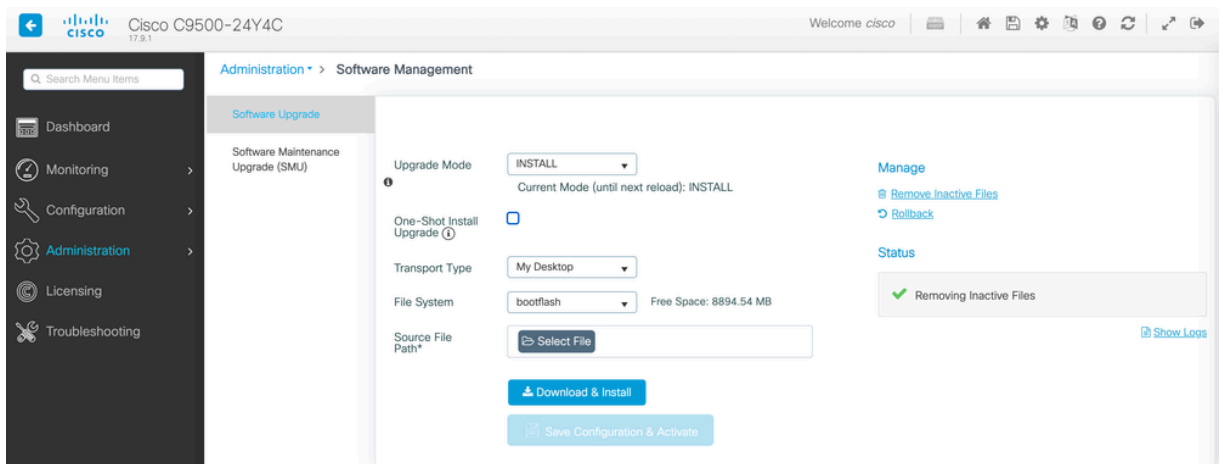 CISCO
Cisco C9500-24Y4C
17.9.1
Welcome cisco
Search Menu Items
Dashboard
Monitoring
Configuration
Administration
Licensing
Troubleshooting
Administration > Software Management
Software Upgrade
Software Maintenance
Upgrade (SMU)
Upgrade Mode
INSTALL
Current Mode (until next reload): INSTALL
One-Shot Install
Upgrade
Transport Type
My Desktop
File System
bootflash
Free Space: 8894.54 MB
Source File
Path*
Select File
Download & Install
Save Configuration & Activate
Manage
Remove Inactive Files
Rollback
Status
Removing Inactive Files
Show Logs